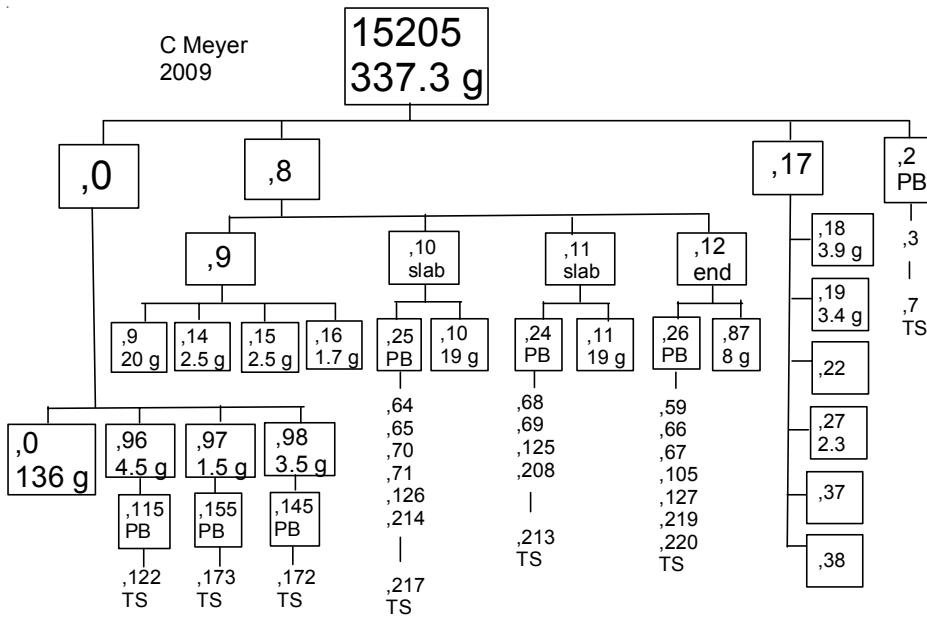 C Meyer
2009
15205
337.3 g
,0
,8
,17
,2
PB
,9
,10
slab
,11
slab
,12
end
,18
3.9 g
,3
,19
3.4 g
,7
TS
,22
,27
2.3
,37
,38
,9
20 g
,14
2.5 g
,15
2.5 g
,16
1.7 g
,25
PB
,10
19 g
,24
PB
,11
19 g
,26
PB
,87
8 g
,64
,65
,70
,71
,126
,214
,217
TS
,68
,69
,125
,208
,213
TS
,59
,66
,67
,105
,127
,219
,220
TS
,0
136 g
,96
4.5 g
,97
1.5 g
,98
3.5 g
,115
PB
,155
PB
,145
PB
,122
TS
,173
TS
,172
TS